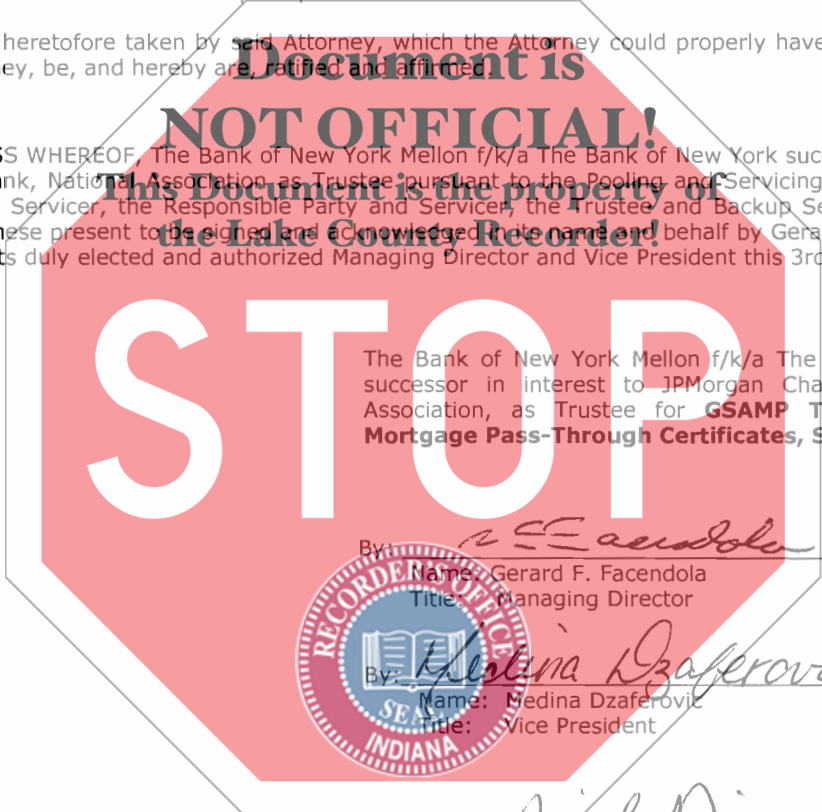 heretofore taken by said Attorney, which the Attorney could properly have
ey, be, and hereby are, ratified and affirmed.
Document is
NOT OFFICIAL!
This Document is the property of
the Lake County Recorder!
SS WHEREOF, The Bank of New York Mellon f/k/a The Bank of New York suc
nk, National Association as Trustee pursuant to the Pooling and Servicing
Servicer, the Responsible Party and Servicer, the Trustee and Backup Se
hese present to be signed and acknowledged in its name and behalf by Gera
ts duly elected and authorized Managing Director and Vice President this 3rd
STOP
The Bank of New York Mellon f/k/a The
successor in interest to JPMorgan Cha
Association, as Trustee for GSAMP T
Mortgage Pass-Through Certificates, S
By:
Name: Gerard F. Facendola
Title: Managing Director
By: Medina Dzaferovic
Name: Medina Dzaferovic
Title: Vice President
RECORDER'S OFFICE
SEAL
INDIANA